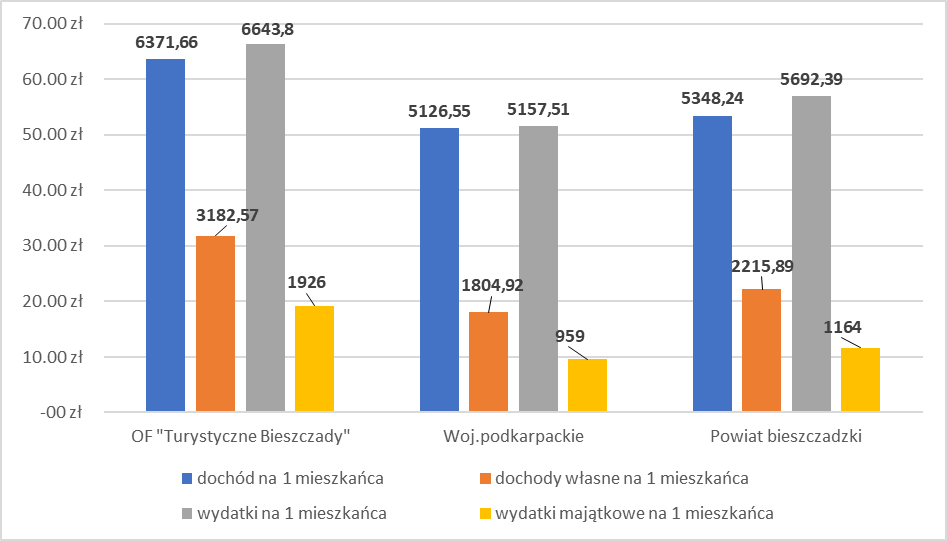 70.00 zł
60.00 zł
50.00 zł
40.00 zł
30.00 zł
20.00 zł
10.00 zł
-00 zł
6371,66
3182,57
6643,8
1926
5126,55
1804,92
5157,51
959
5348,24
2215,89
5692,39
1164
OF "Turystyczne Bieszczady"
Woj.podkarpackie
Powiat bieszczadzki
dochód na 1 mieszkańca
dochody własne na 1 mieszkańca
wydatki na 1 mieszkańca
wydatki majątkowe na 1 mieszkańca